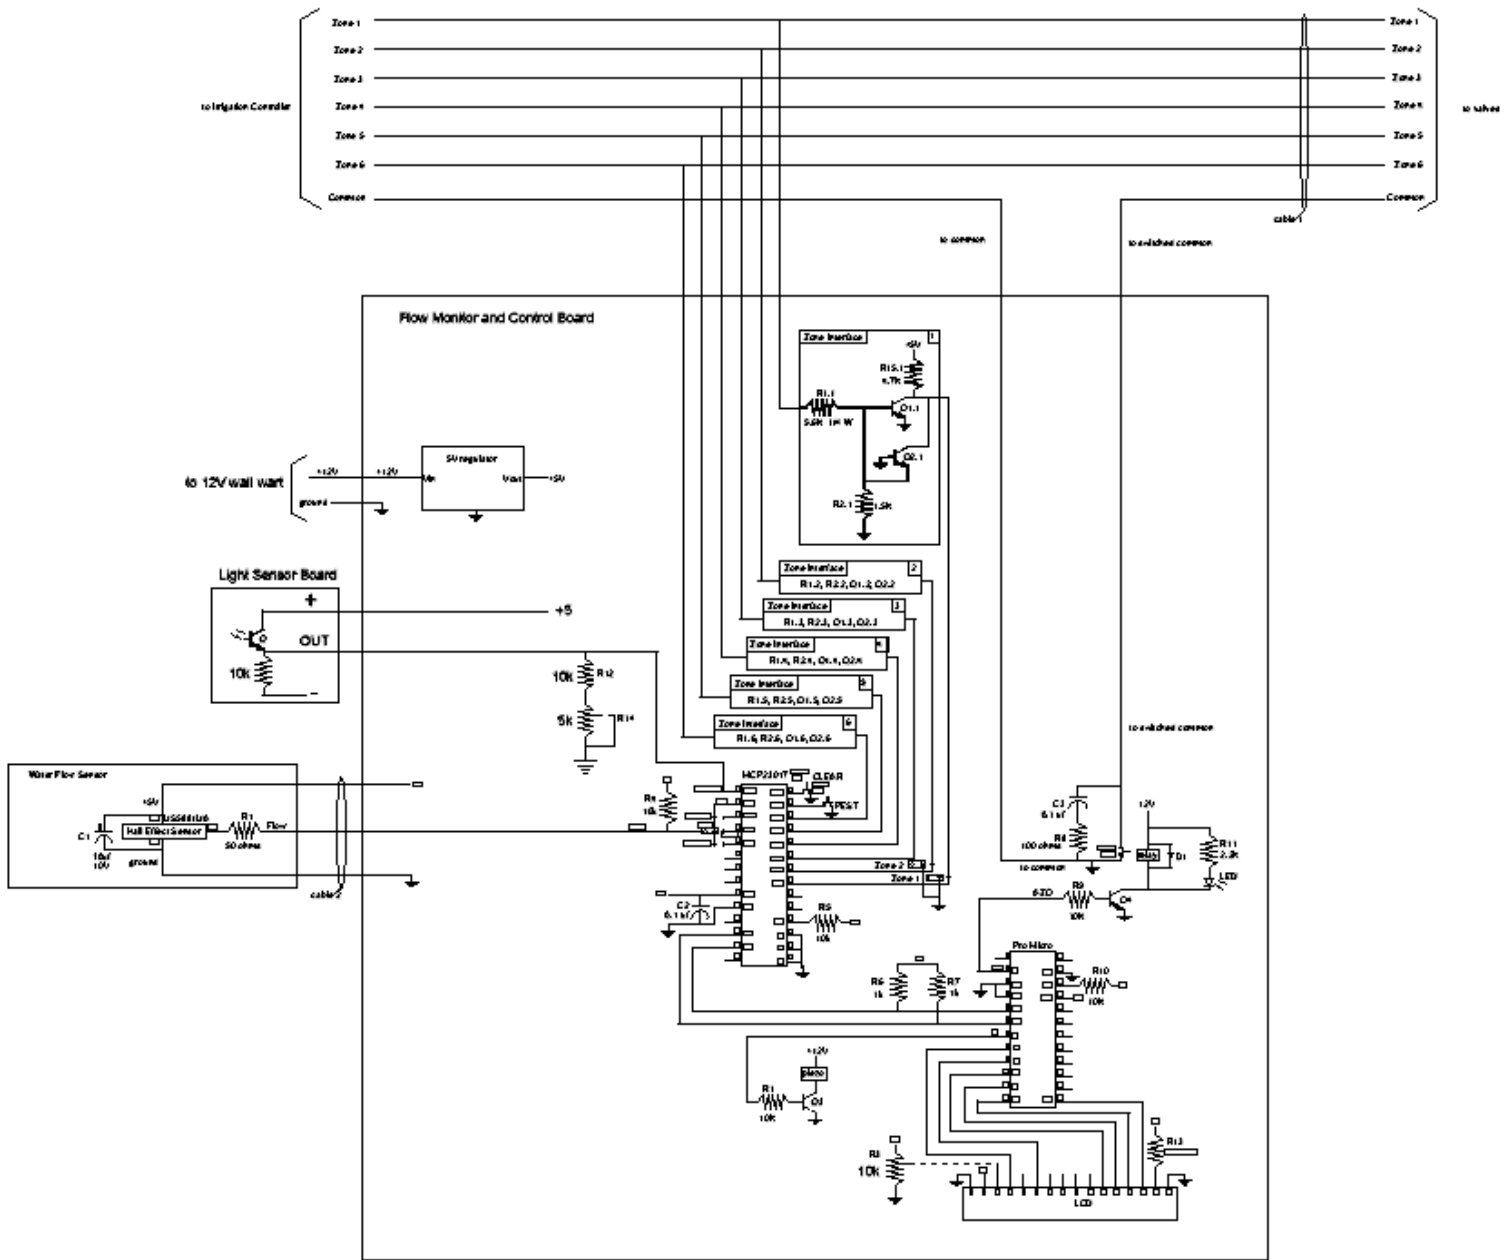 Zone 1
Zone 1
Zone 2
Zone 2
Zone 3
Zone 3
to Irrigation Controller
Zone 4
Zone 4
to valves
Zone 5
Zone 5
Zone 6
Zone 6
Common
Common
cable 1
to common
to switched common
Flow Monitor and Control Board
Zone Interface
1
+5V
R15.1
4.7k
R1.1
Q1.1
5.6k
Q2.1
R2.1
1.5k
to 12V wall wart
+12V
+12V
5V regulator
Vin
Vout
+5V
ground
Light Sensor Board
+
+5
OUT
10k
-
10k
R12
5k
R14
Zone Interface
2
R1.2, R2.2, Q1.2, Q2.2
Zone Interface
3
R1.3, R2.3, Q1.3, Q2.3
Zone Interface
4
R1.4, R2.4, Q1.4, Q2.4
Zone Interface
5
R1.5, R2.5, Q1.5, Q2.5
Zone Interface
6
R1.6, R2.6, Q1.6, Q2.6
to switched common
Water Flow Sensor
+5V
Hall Effect Sensor
R1
Flow
50 ohms
C1
10uf
10V
ground
cable 2
MCP23017
CLEAR
R4
10k
Zone 2
Zone 1
C2
0.1uf
R5
10k
C3
0.1uf
R8
100 ohms
to common
12V
D1
R11
2.2k
LED
R9
10k
Q4
Pro Micro
R6
1k
R7
1k
R10
10k
+12V
piezo
R1
10k
Q3
R3
10k
R13
LCD